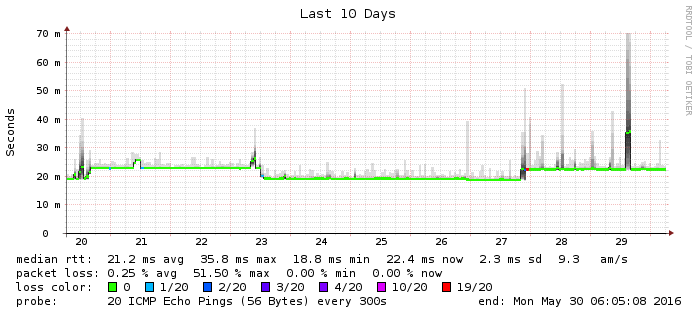 Last 10 Days
RRDTOOL / TOBI OETIKER
Seconds
70 m
60 m
50 m
40 m
30 m
20 m
10 m
0
20 21 22 23 24 25 26 27 28 29
median rtt: 21.2 ms avg 35.8 ms max 18.8 ms min 22.4 ms now 2.3 ms sd 9.3 am/s
packet loss: 0.25 % avg 51.50 % max 0.00 % min 0.00 % now
loss color: 0 1/20 2/20 3/20 4/20 10/20 19/20
probe: 20 ICMP Echo Pings (56 Bytes) every 300s end: Mon May 30 06:05:08 2016